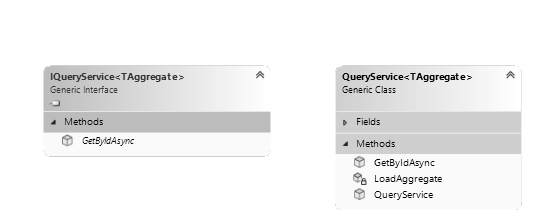 IQueryService<TAggregate>
Generic Interface
Methods
GetByIdAsync
QueryService<TAggregate>
Generic Class
Fields
Methods
GetByIdAsync
LoadAggregate
QueryService